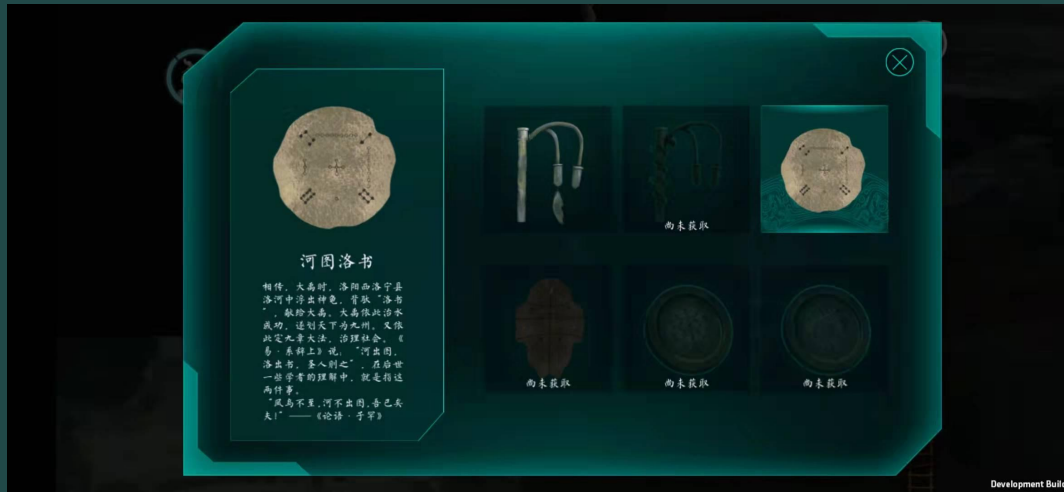 河图洛书
相传，大禹时，洛阳西洛宁县
洛河中浮出神龟，背驮“洛书
”，献给大禹。大禹依此治水
成功，遂划天下为九州。又依
此定九章大法，治理社会。《
易·系辞上》说：“河出图，
洛出书，圣人则之”，在后世
一些学者的理解中，就是指这
两件事。
“凤鸟不至，河不出图，吾已矣
夫！”——《论语·子罕》
尚未获取
尚未获取
尚未获取
尚未获取
Development Buil